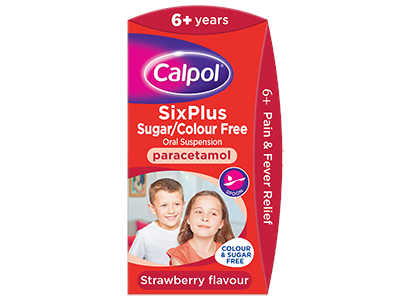 6+ years
Calpol®
SixPlus
Sugar/Colour Free
Oral Suspension
paracetamol
SPOON
COLOUR
& SUGAR
FREE
Strawberry flavour
6+ Pain & Fever Relief